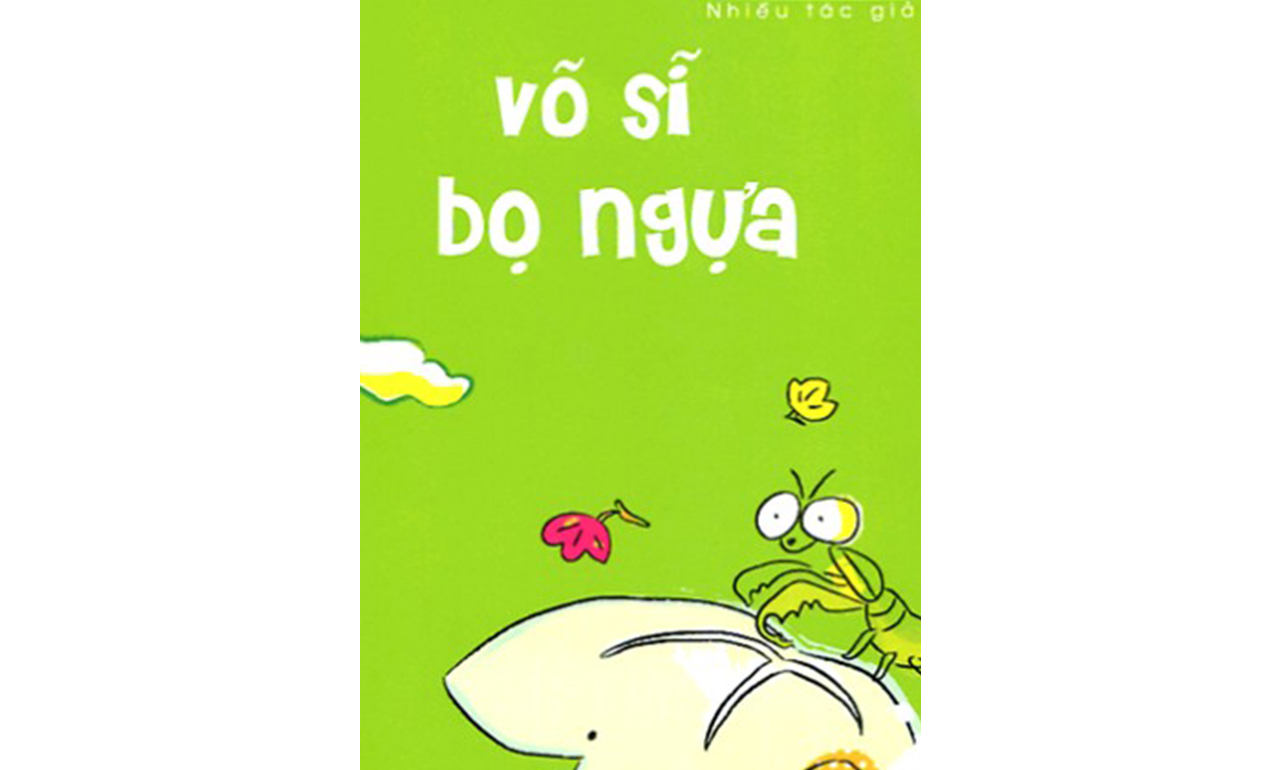 Nhiều tác giả
võ sĩ
bọ ngựa